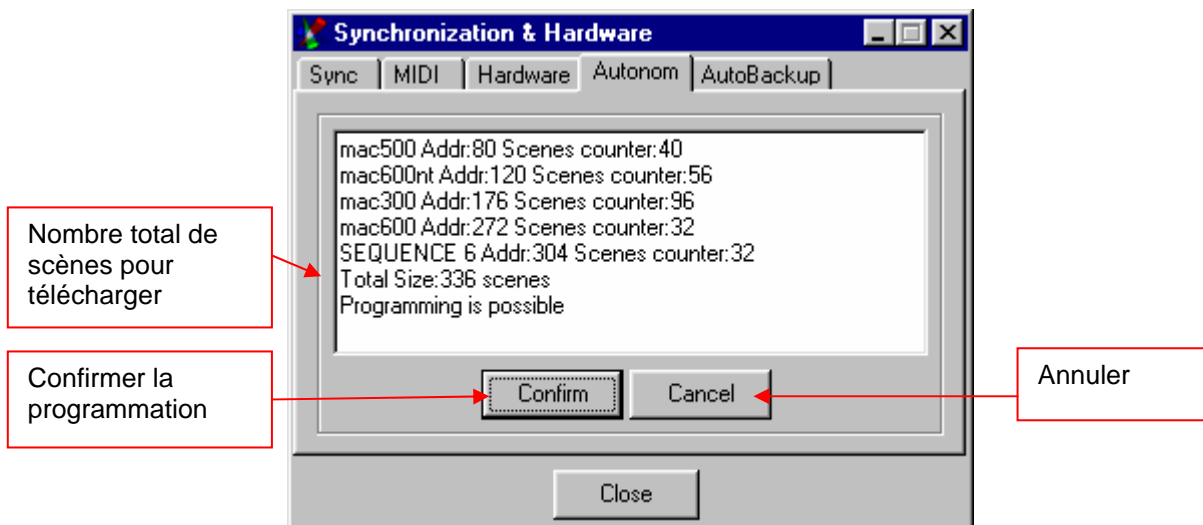 Synchronization & Hardware
Sync MIDI Hardware Autonom AutoBackup
mac500 Addr:80 Scenes counter:40
mac600nt Addr:120 Scenes counter:56
mac300 Addr:176 Scenes counter:96
mac600 Addr:272 Scenes counter:32
SEQUENCE 6 Addr:304 Scenes counter:32
Total Size:336 scenes
Programming is possible
Nombre total de
scènes pour
télécharger
Confirmer la
programmation
Confirm Cancel
Annuler
Close